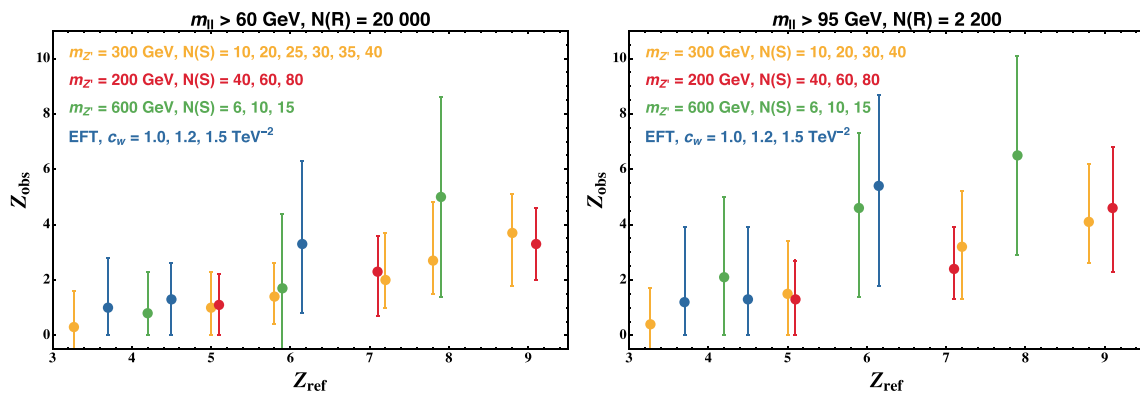 m_ll > 60 GeV, N(R) = 20 000
m_Z' = 300 GeV, N(S) = 10, 20, 25, 30, 35, 40
m_Z' = 200 GeV, N(S) = 40, 60, 80
m_Z' = 600 GeV, N(S) = 6, 10, 15
EFT, c_w = 1.0, 1.2, 1.5 TeV⁻²
Z_obs
10
8
6
4
2
0
3 4 5 6 7 8 9
Z_ref
m_ll > 95 GeV, N(R) = 2 200
m_Z' = 300 GeV, N(S) = 10, 20, 30, 40
m_Z' = 200 GeV, N(S) = 40, 60, 80
m_Z' = 600 GeV, N(S) = 6, 10, 15
EFT, c_w = 1.0, 1.2, 1.5 TeV⁻²
Z_obs
10
8
6
4
2
0
3 4 5 6 7 8 9
Z_ref